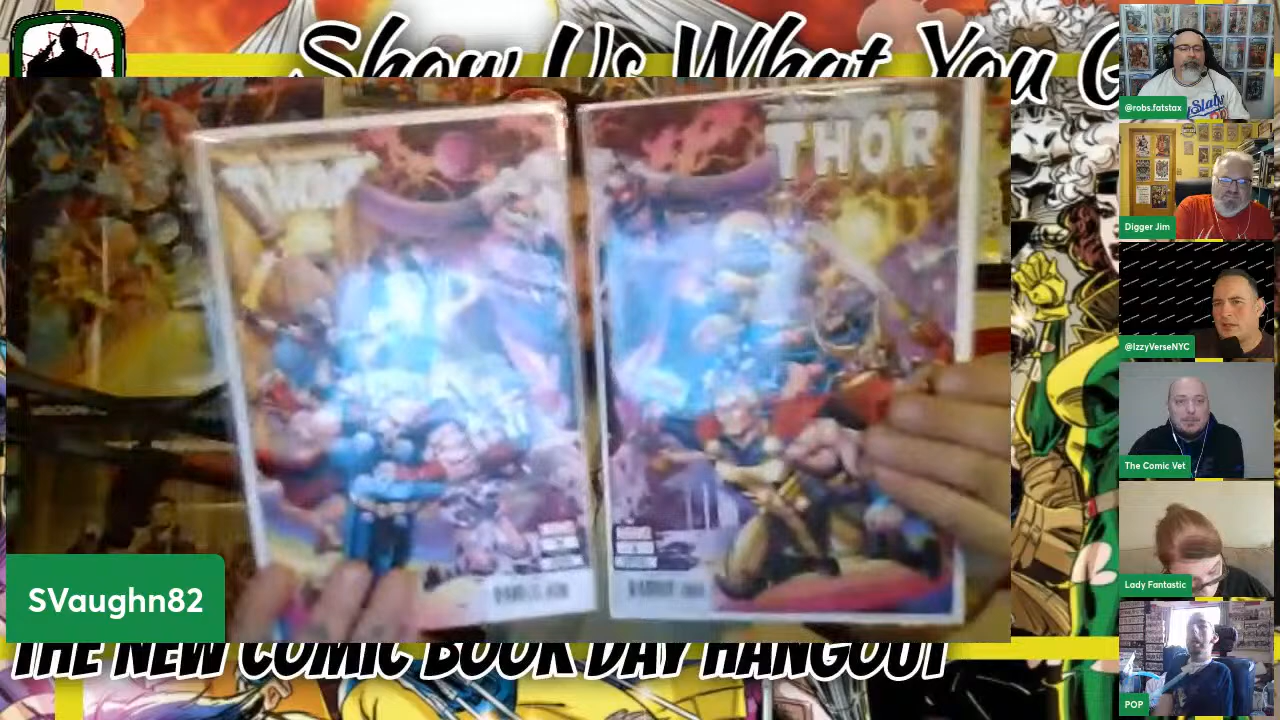 Show Us What You G
THOR
THOR
SVaughn82
THE NEW COMIC BOOK DAY HANGOUT
@robs.fatstax
Digger Jim
@IzzyVerseNYC
The Comic Vet
Lady Fantastic
POP